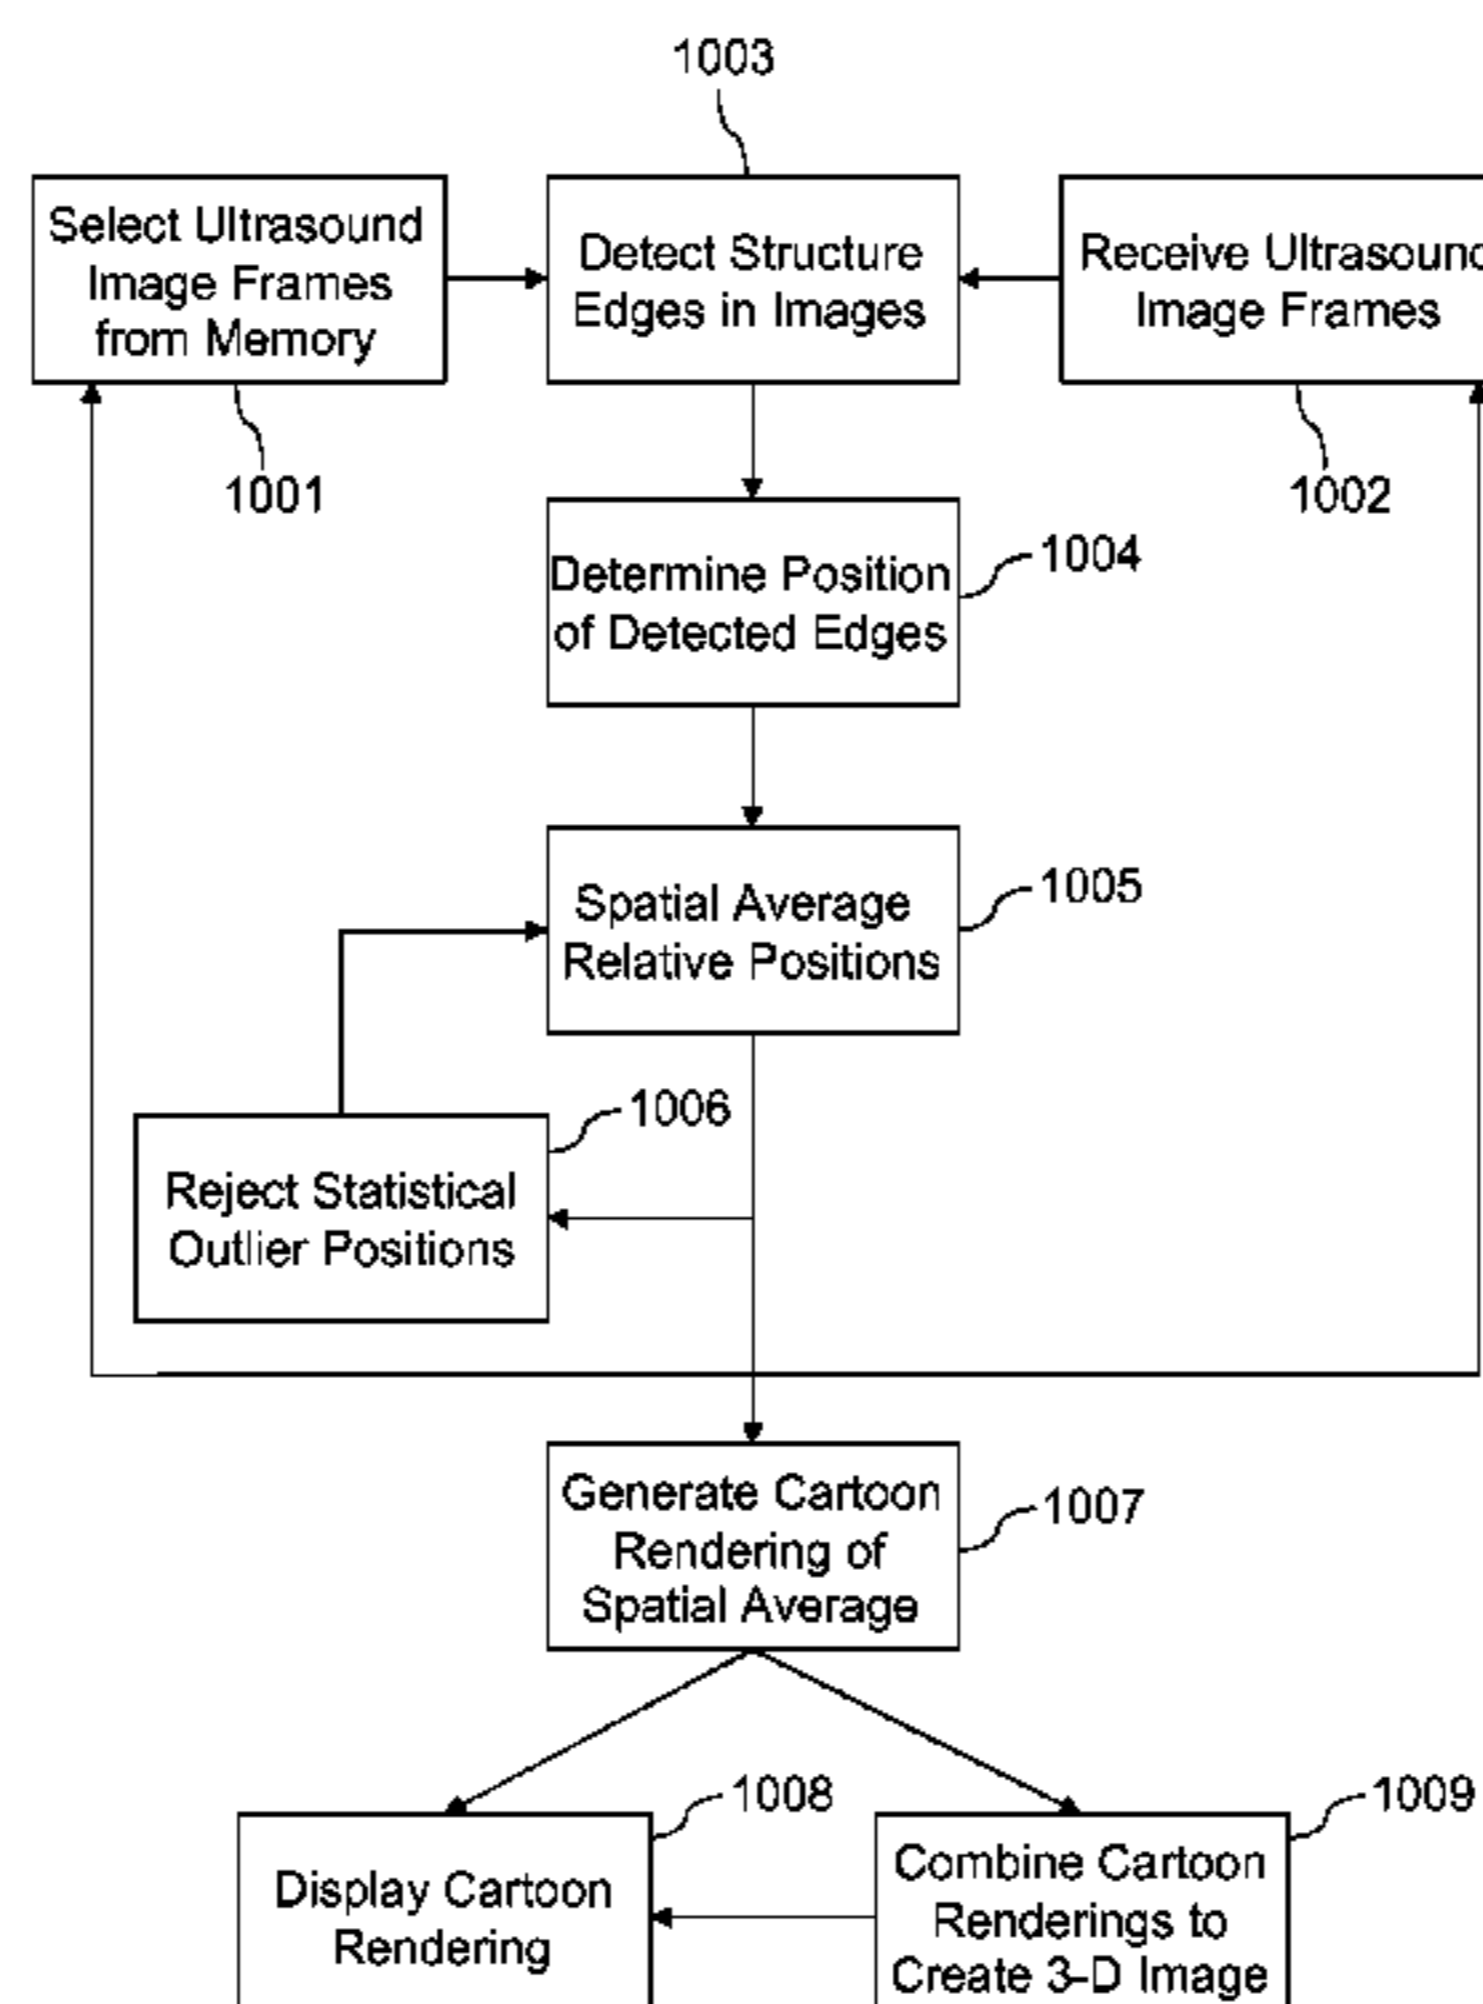 1003
Select Ultrasound
Image Frames
from Memory
Detect Structure
Edges in Images
Receive Ultrasound
Image Frames
1001
1002
Determine Position
of Detected Edges
1004
Spatial Average
Relative Positions
1005
1006
Reject Statistical
Outlier Positions
Generate Cartoon
Rendering of
Spatial Average
1007
1008
1009
Display Cartoon
Rendering
Combine Cartoon
Renderings to
Create 3-D Image